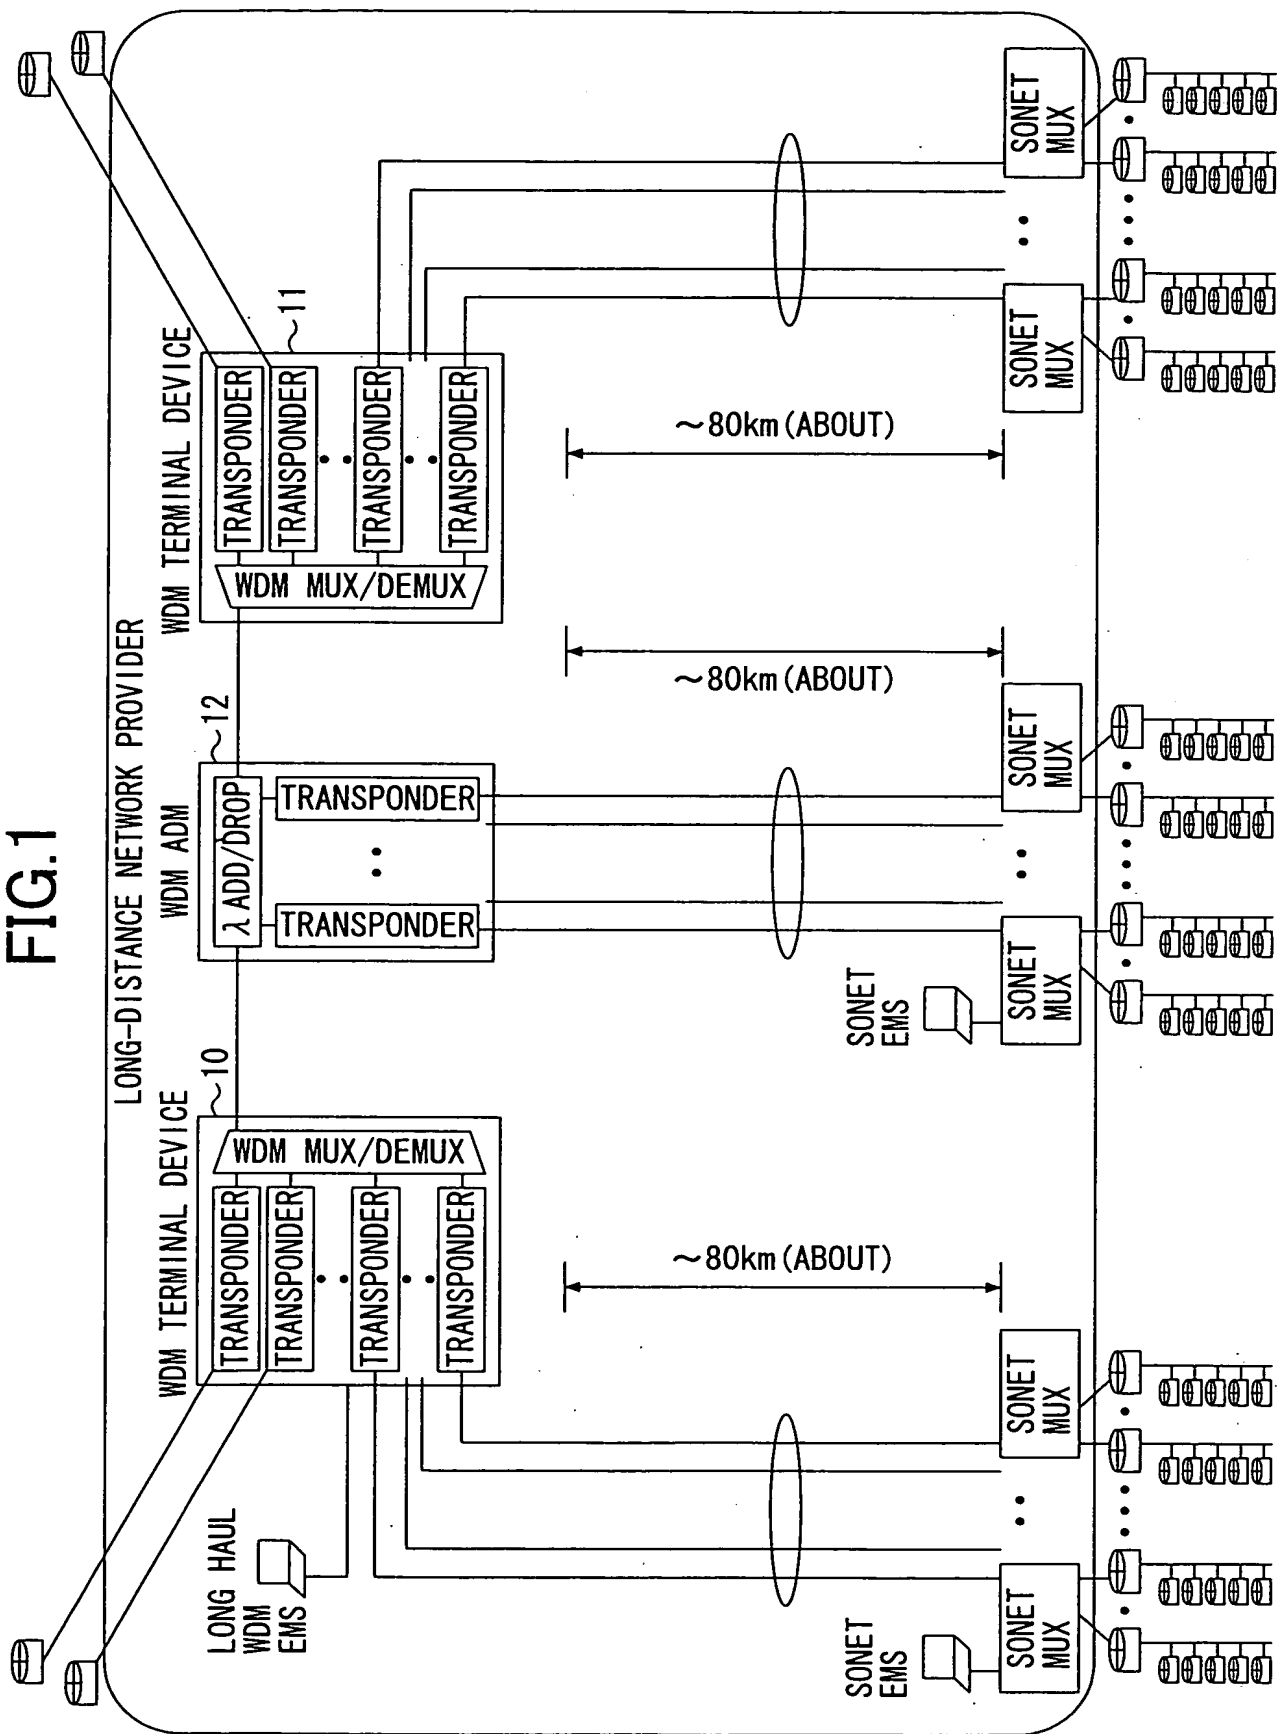 FIG.1
LONG-DISTANCE NETWORK PROVIDER
WDM TERMINAL DEVICE
10
TRANSPONDER
TRANSPONDER
TRANSPONDER
TRANSPONDER
WDM MUX/DEMUX
WDM ADM
12
λ ADD/DROP
TRANSPONDER
TRANSPONDER
WDM TERMINAL DEVICE
11
WDM MUX/DEMUX
TRANSPONDER
TRANSPONDER
TRANSPONDER
TRANSPONDER
LONG HAUL
WDM
EMS
~80km(ABOUT)
~80km(ABOUT)
~80km(ABOUT)
SONET
EMS
SONET
MUX
SONET
MUX
SONET
EMS
SONET
MUX
SONET
MUX
SONET
MUX
SONET
MUX